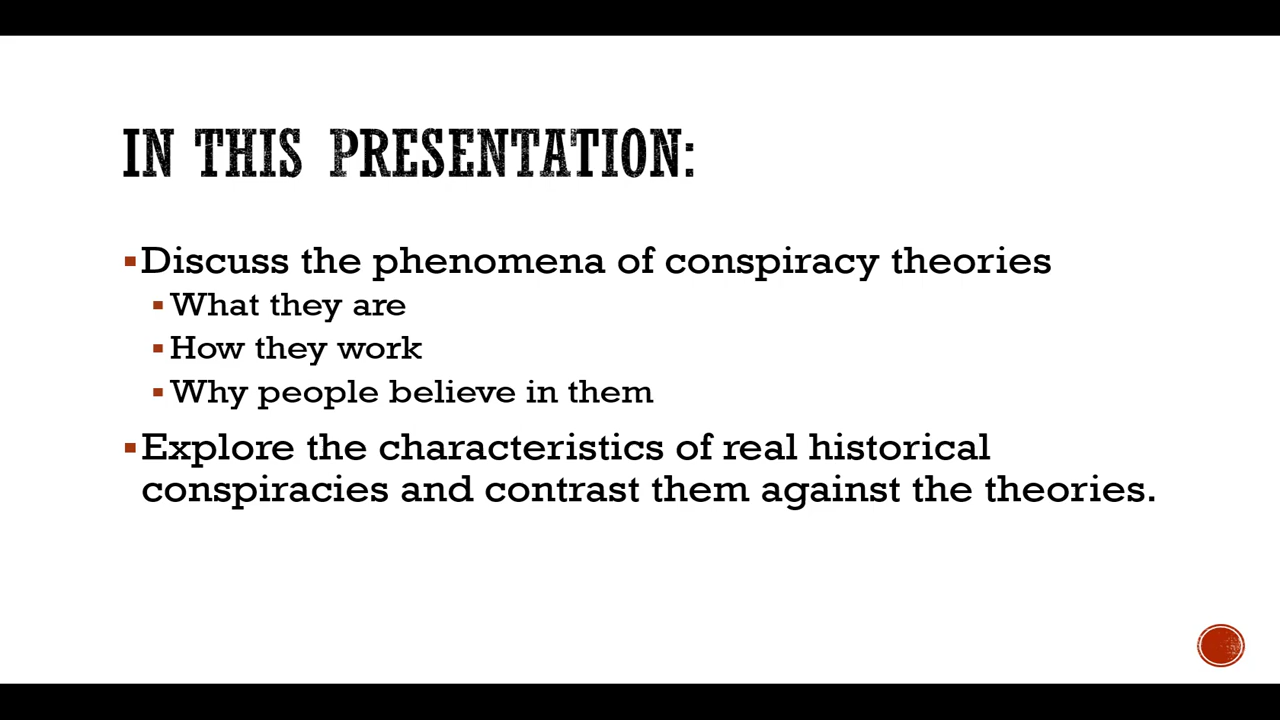 IN THIS PRESENTATION:
▪Discuss the phenomena of conspiracy theories
▪What they are
▪How they work
▪Why people believe in them
▪Explore the characteristics of real historical
conspiracies and contrast them against the theories.